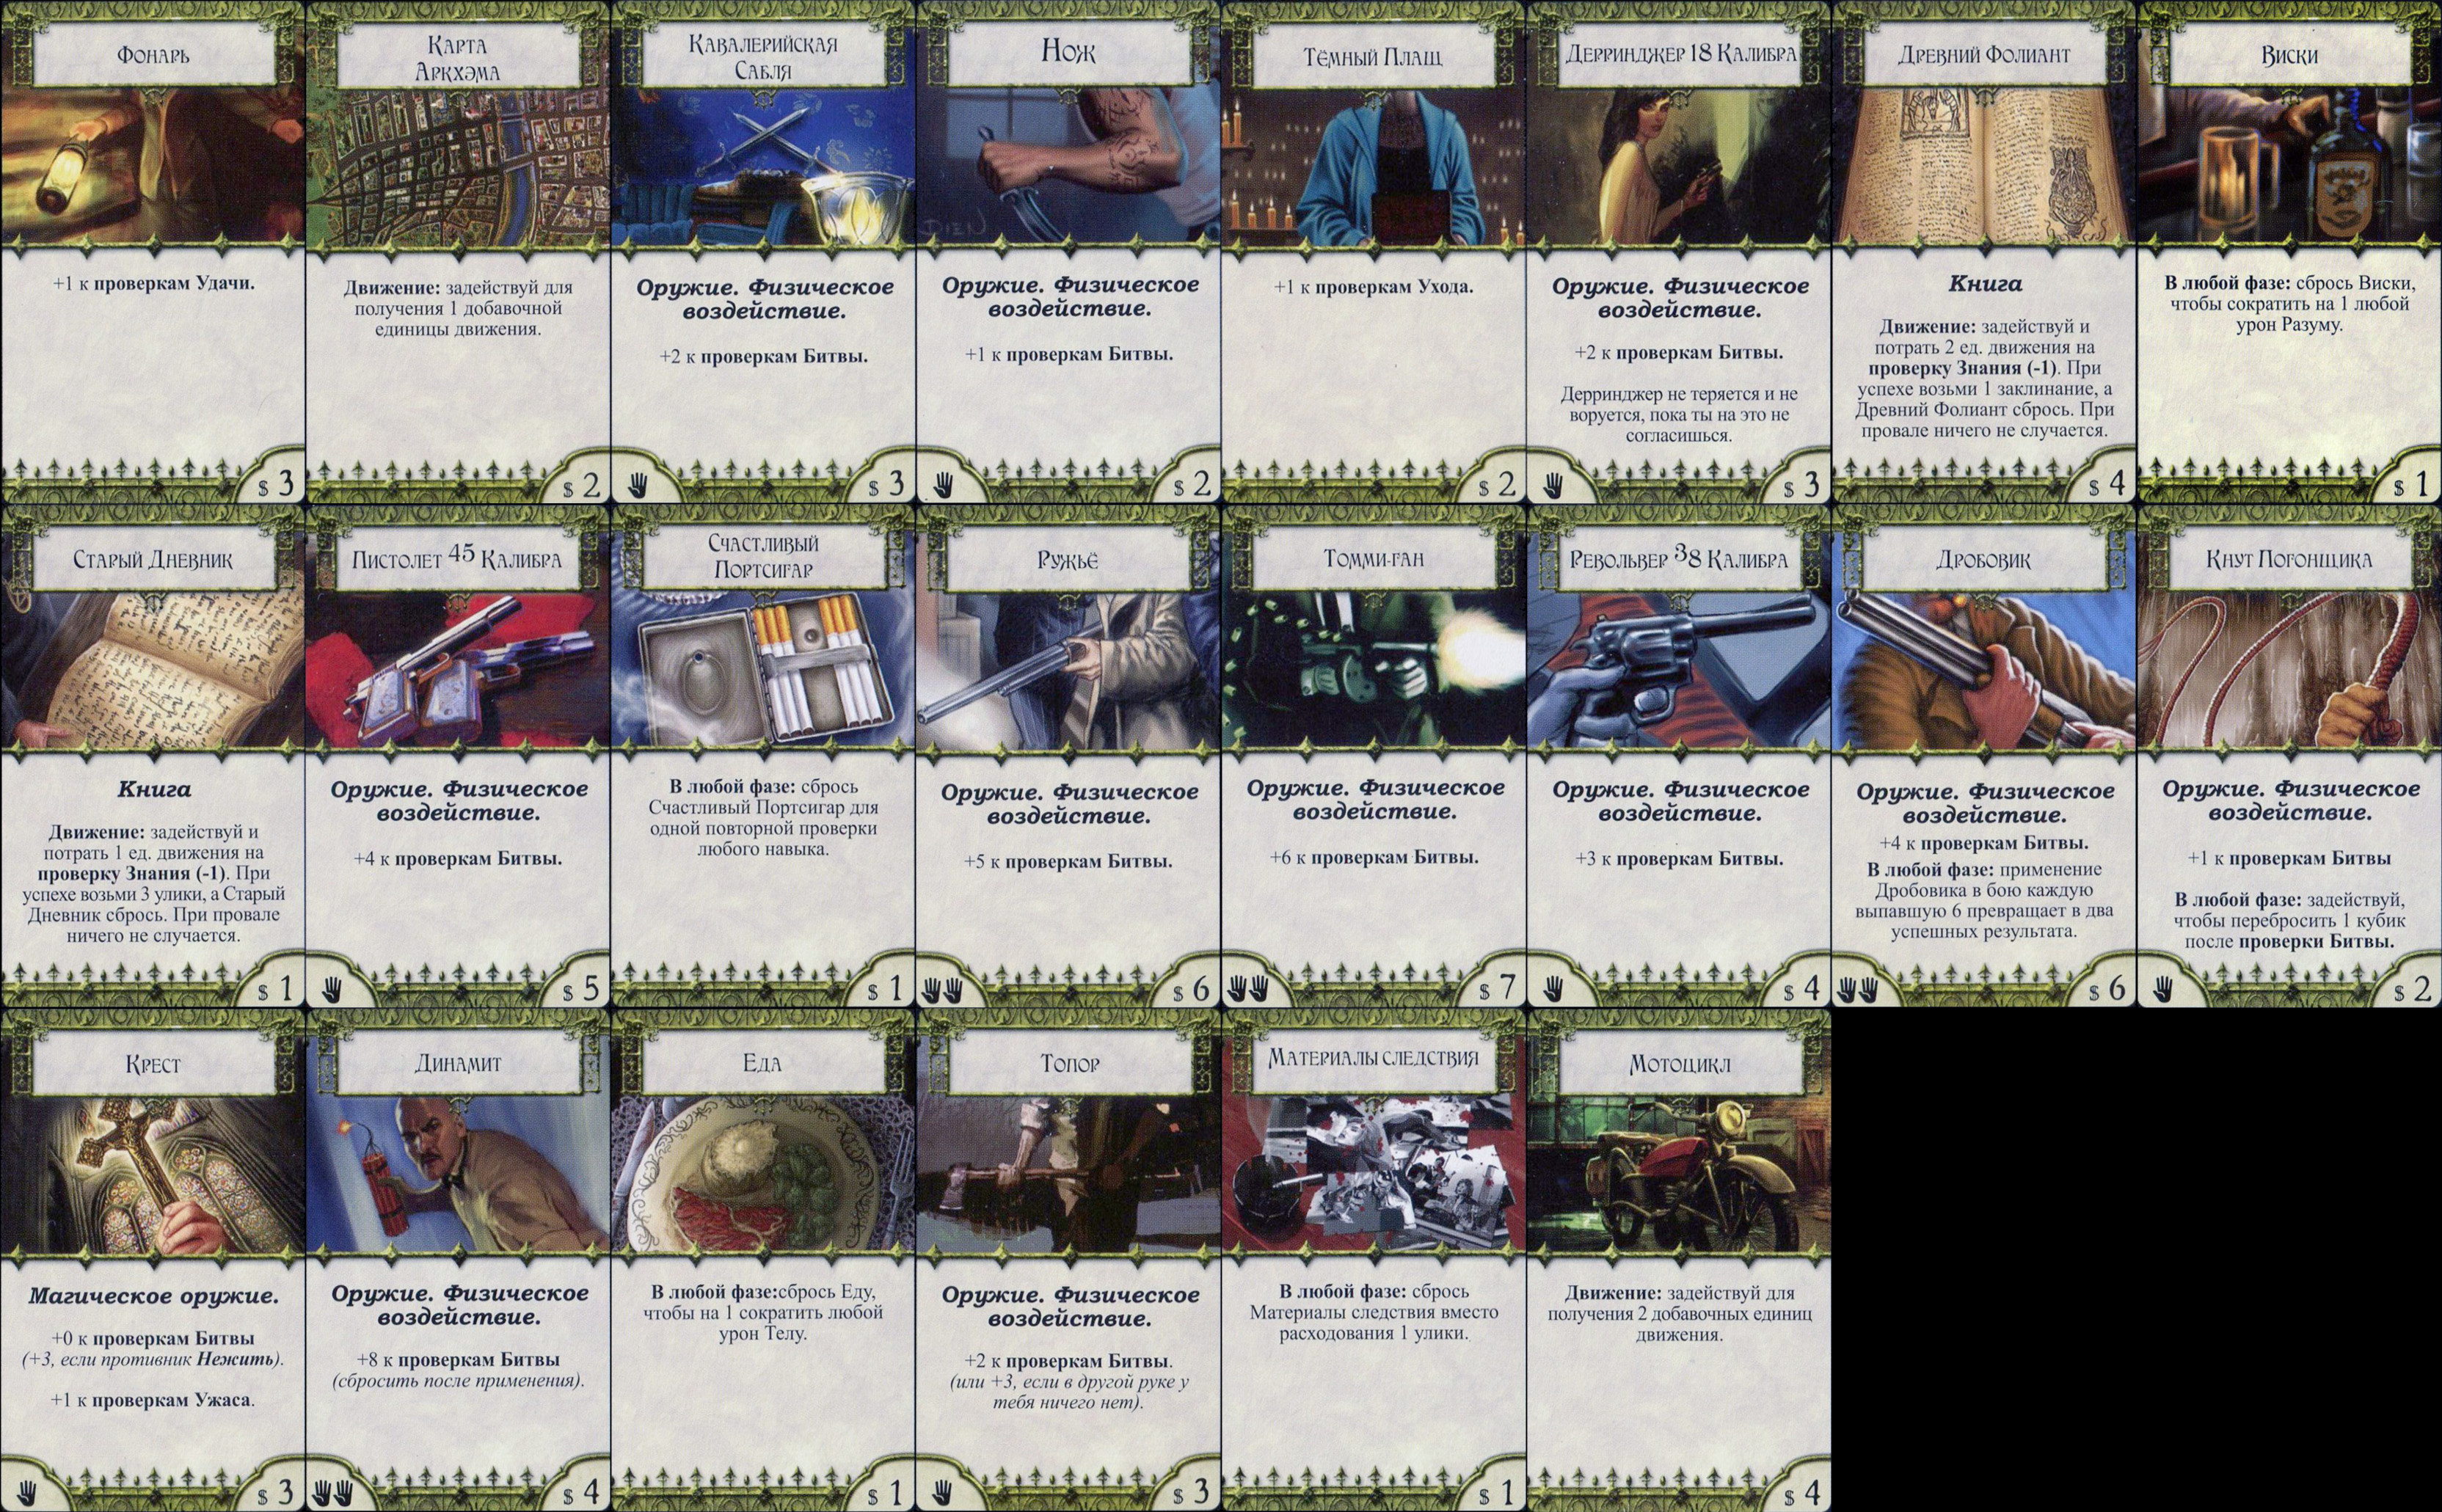 Фонарь
+1 к проверкам Удачи.
$ 3
Карта
Аркхэма
Движение: задействуй для
получения 1 добавочной
единицы движения.
$ 2
Кавалерийская
Сабля
Оружие. Физическое
воздействие.
+2 к проверкам Битвы.
$ 3
Нож
DIEN
Оружие. Физическое
воздействие.
+1 к проверкам Битвы.
$ 2
Тёмный Плащ
+1 к проверкам Ухода.
$ 2
Дерринджер 18 Калибра
Оружие. Физическое
воздействие.
+2 к проверкам Битвы.
Дерринджер не теряется и не
воруется, пока ты на это не
согласишься.
$ 3
Древний Фолиант
Книга
Движение: задействуй и
потрать 2 ед. движения на
проверку Знания (-1). При
успехе возьми 1 заклинание, а
Древний Фолиант сбрось. При
провале ничего не случается.
$ 4
Виски
В любой фазе: сбрось Виски,
чтобы сократить на 1 любой
урон Разуму.
$ 1
Старый Дневник
Книга
Движение: задействуй и
потрать 1 ед. движения на
проверку Знания (-1). При
успехе возьми 3 улики, а Старый
Дневник сбрось. При провале
ничего не случается.
$ 1
Пистолет 45 Калибра
Оружие. Физическое
воздействие.
+4 к проверкам Битвы.
$ 5
Счастливый
Портсигар
В любой фазе: сбрось
Счастливый Портсигар для
одной повторной проверки
любого навыка.
$ 1
Ружьё
Оружие. Физическое
воздействие.
+5 к проверкам Битвы.
$ 6
Томми-ган
Оружие. Физическое
воздействие.
+6 к проверкам Битвы.
$ 7
Револьвер 38 Калибра
Оружие. Физическое
воздействие.
+3 к проверкам Битвы.
$ 4
Дробовик
Оружие. Физическое
воздействие.
+4 к проверкам Битвы.
В любой фазе: применение
Дробовика в бою каждую
выпавшую 6 превращает в два
успешных результата.
$ 6
Кнут Погонщика
Оружие. Физическое
воздействие.
+1 к проверкам Битвы
В любой фазе: задействуй,
чтобы перебросить 1 кубик
после проверки Битвы.
$ 2
Крест
Магическое оружие.
+0 к проверкам Битвы
(+3, если противник Нежить).
+1 к проверкам Ужаса.
$ 3
Динамит
Оружие. Физическое
воздействие.
+8 к проверкам Битвы
(сбросить после применения).
$ 4
Еда
В любой фазе:сбрось Еду,
чтобы на 1 сократить любой
урон Телу.
$ 1
Топор
Оружие. Физическое
воздействие.
+2 к проверкам Битвы.
(или +3, если в другой руке у
тебя ничего нет).
$ 3
Материалы следствия
В любой фазе: сбрось
Материалы следствия вместо
расходования 1 улики.
$ 1
Мотоцикл
Движение: задействуй для
получения 2 добавочных единиц
движения.
$ 4